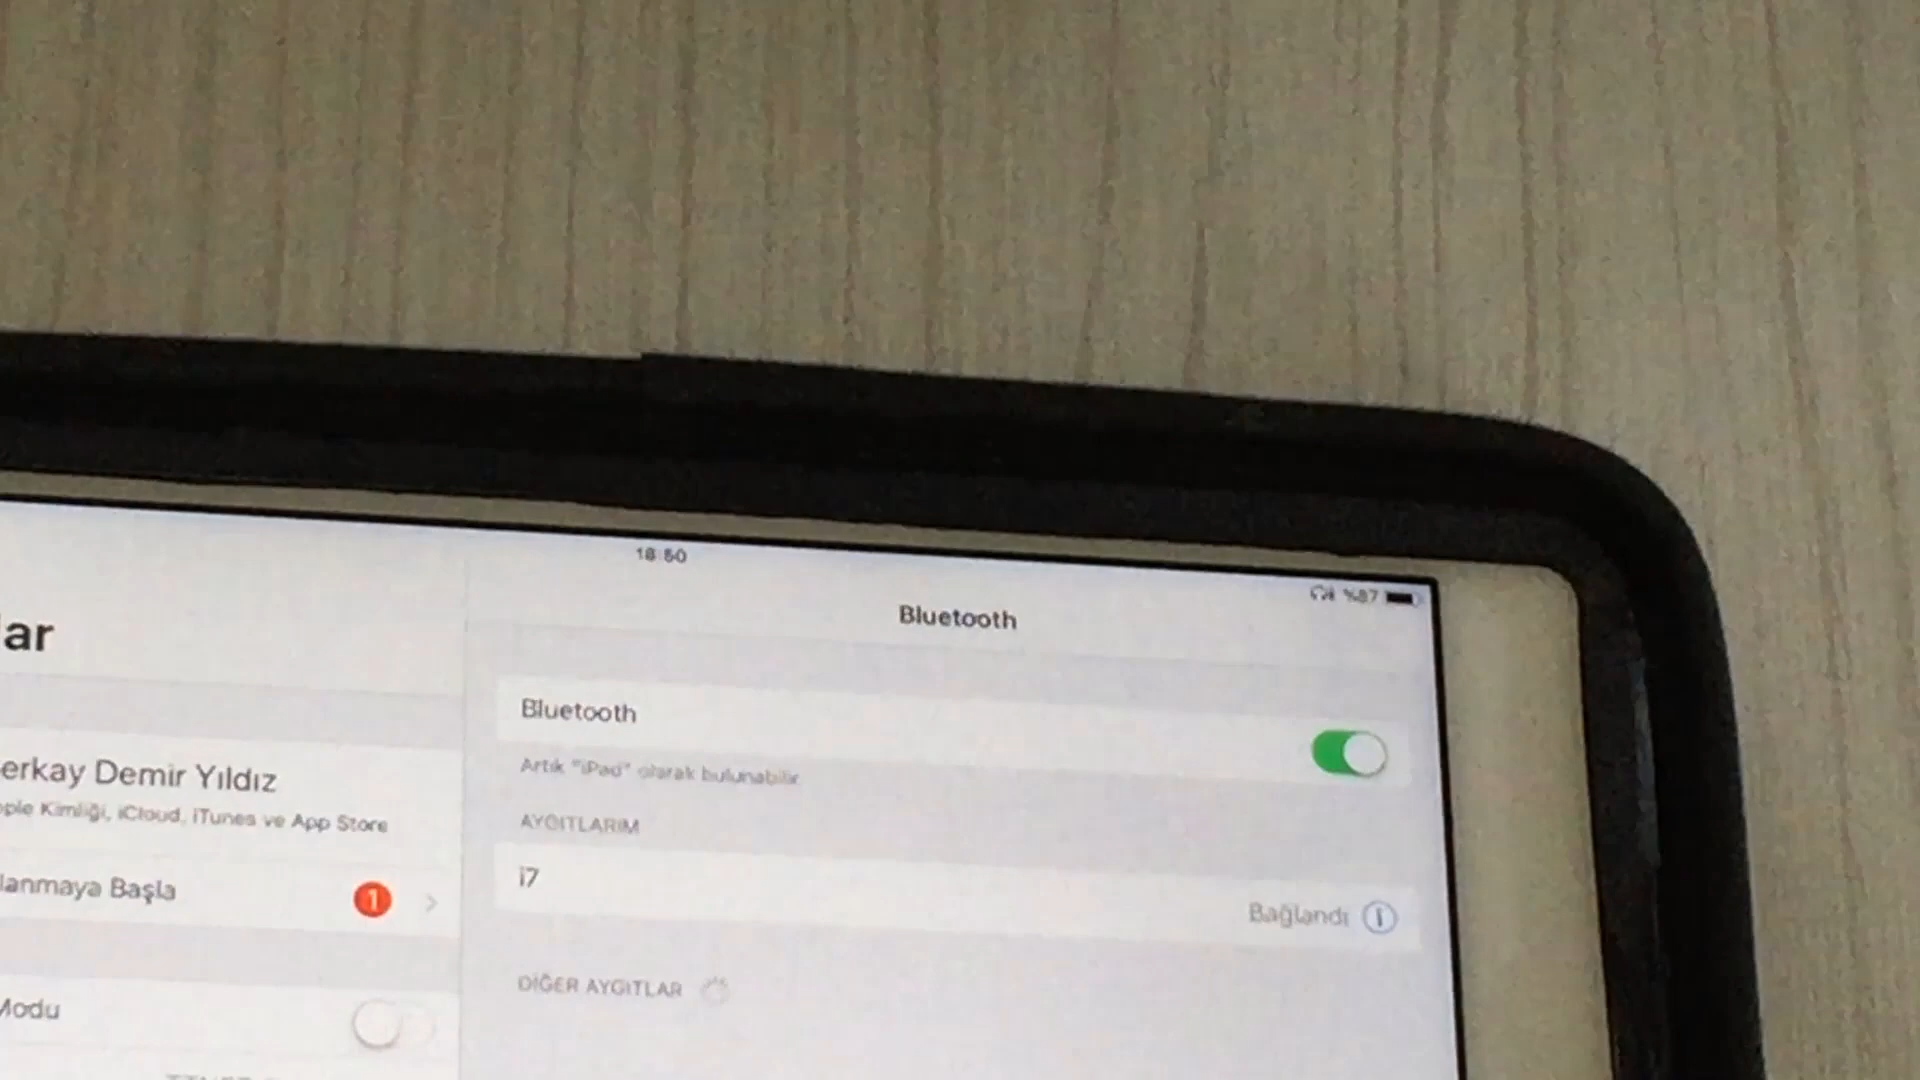 18:50
%87
lar
Bluetooth
erkay Demir Yıldız
ple Kimliği, iCloud, iTunes ve App Store
lanmaya Başla
1
Modu
Bluetooth
Artık "iPad" olarak bulunabilir.
AYGITLARIM
i7
Bağlandı
DİĞER AYGITLAR